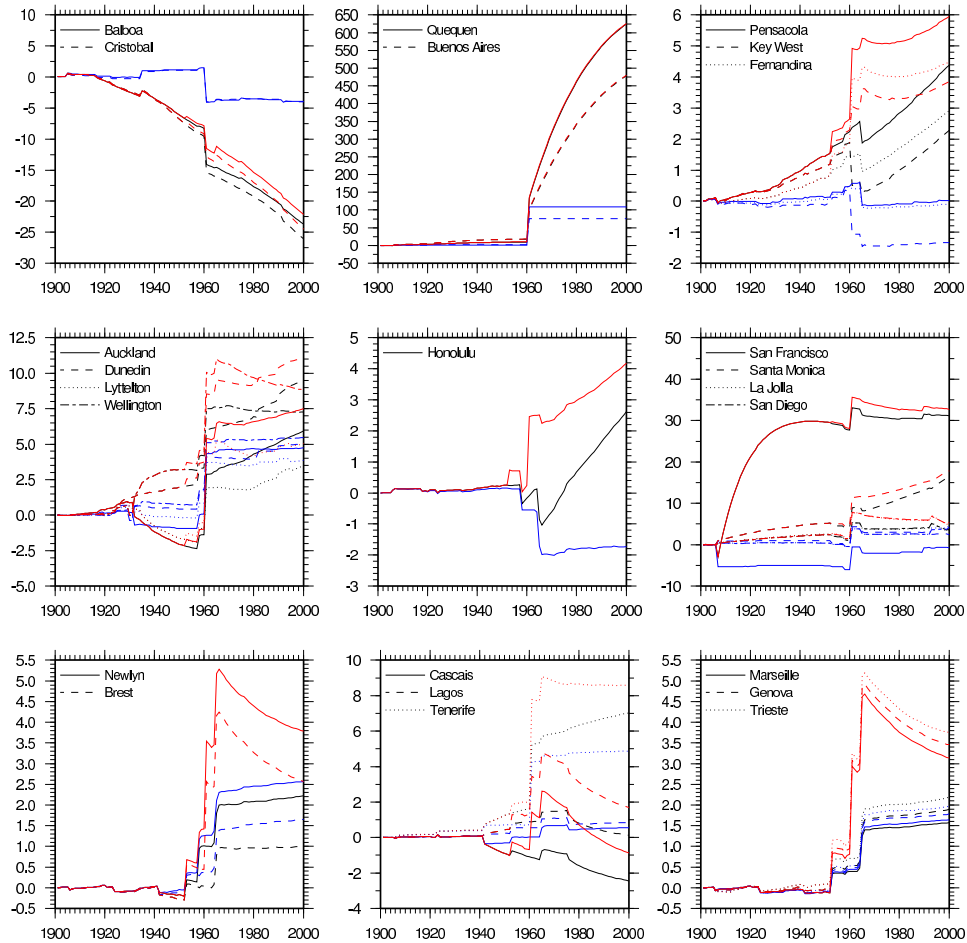 10
5
0
-5
-10
-15
-20
-25
-30
1900 1920 1940 1960 1980 2000
Balboa
Cristobal
650
600
550
500
450
400
350
300
250
200
150
100
50
0
-50
1900 1920 1940 1960 1980 2000
Quequen
Buenos Aires
6
5
4
3
2
1
0
-1
-2
1900 1920 1940 1960 1980 2000
Pensacola
Key West
Fernandina
12.5
10.0
7.5
5.0
2.5
0.0
-2.5
-5.0
1900 1920 1940 1960 1980 2000
Auckland
Dunedin
Lyttelton
Wellington
5
4
3
2
1
0
-1
-2
-3
1900 1920 1940 1960 1980 2000
Honolulu
50
40
30
20
10
0
-10
1900 1920 1940 1960 1980 2000
San Francisco
Santa Monica
La Jolla
San Diego
5.5
5.0
4.5
4.0
3.5
3.0
2.5
2.0
1.5
1.0
0.5
0.0
-0.5
1900 1920 1940 1960 1980 2000
Newlyn
Brest
10
8
6
4
2
0
-2
-4
1900 1920 1940 1960 1980 2000
Cascais
Lagos
Tenerife
5.5
5.0
4.5
4.0
3.5
3.0
2.5
2.0
1.5
1.0
0.5
0.0
-0.5
1900 1920 1940 1960 1980 2000
Marseille
Genova
Trieste